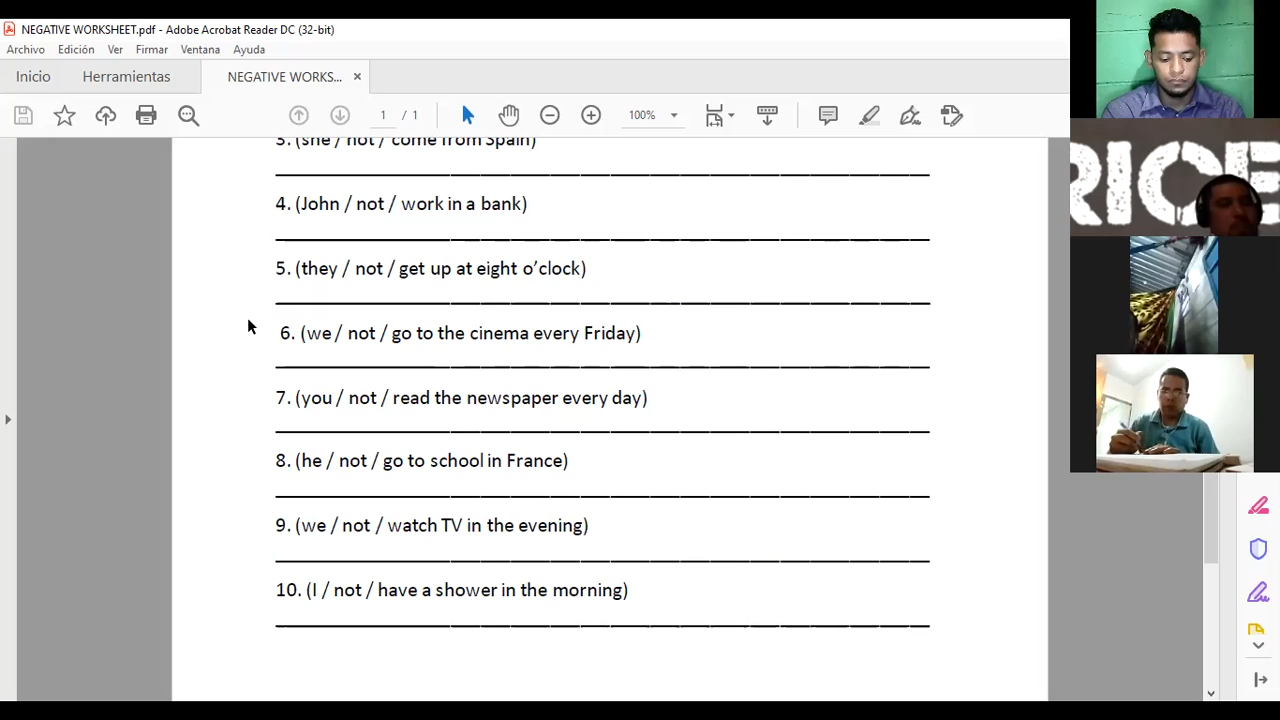 NEGATIVE WORKSHEET.pdf - Adobe Acrobat Reader DC (32-bit)
Archivo Edición Ver Firmar Ventana Ayuda
Inicio Herramientas NEGATIVE WORKS... ×
1 / 1 100%
3. (she / not / come from Spain)
4. (John / not / work in a bank)
5. (they / not / get up at eight o’clock)
6. (we / not / go to the cinema every Friday)
7. (you / not / read the newspaper every day)
8. (he / not / go to school in France)
9. (we / not / watch TV in the evening)
10. (I / not / have a shower in the morning)
RICE